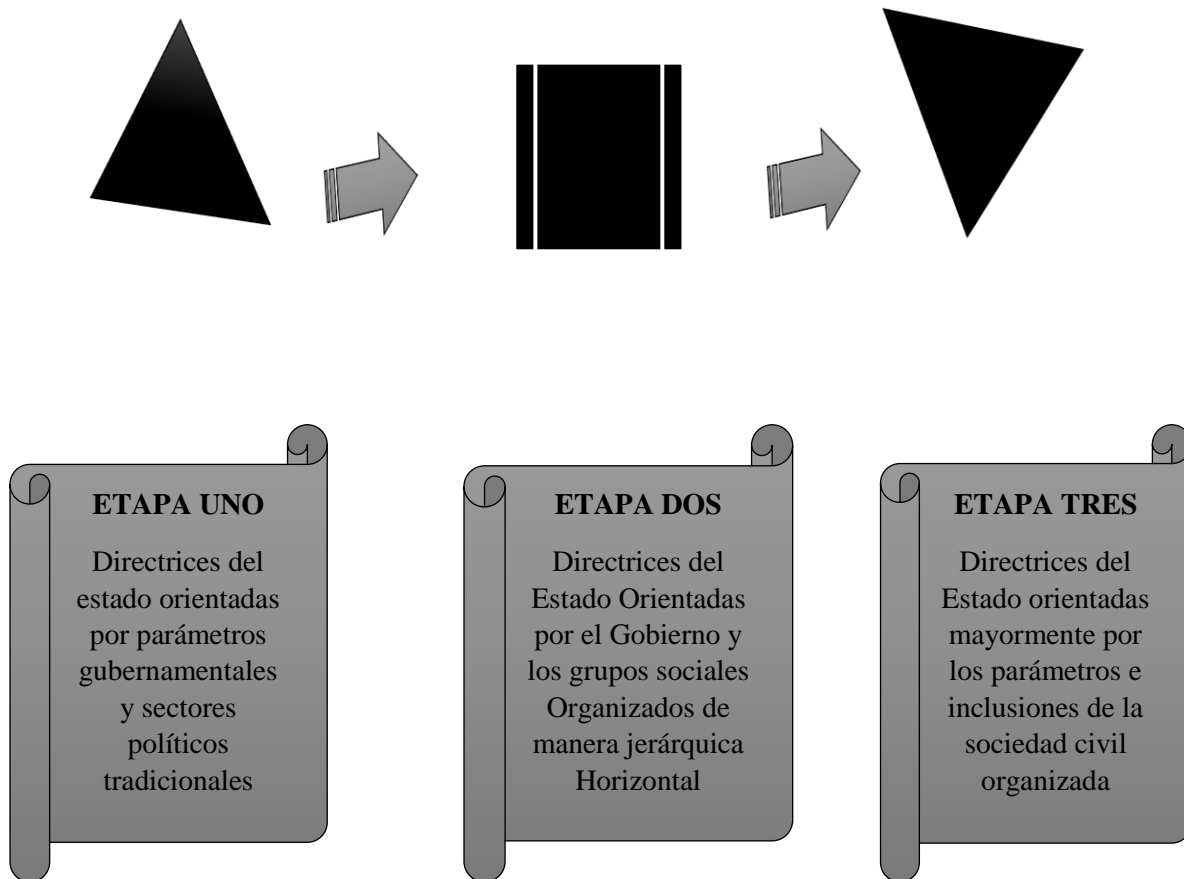 ETAPA UNO
Directrices del
estado orientadas
por parámetros
gubernamentales
y sectores
políticos
tradicionales
ETAPA DOS
Directrices del
Estado Orientadas
por el Gobierno y
los grupos sociales
Organizados de
manera jerárquica
Horizontal
ETAPA TRES
Directrices del
Estado orientadas
mayormente por
los parámetros e
inclusiones de la
sociedad civil
organizada